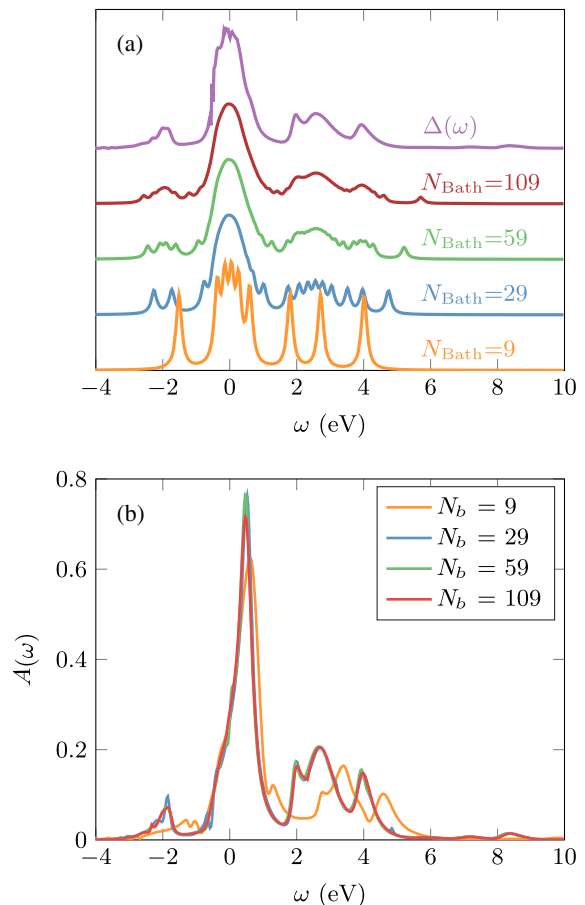 (a)
Δ(ω)
N_Bath=109
N_Bath=59
N_Bath=29
N_Bath=9
−4 −2 0 2 4 6 8 10
ω (eV)
(b)
0.8
0.6
0.4
0.2
0
A(ω)
N_b = 9
N_b = 29
N_b = 59
N_b = 109
−4 −2 0 2 4 6 8 10
ω (eV)